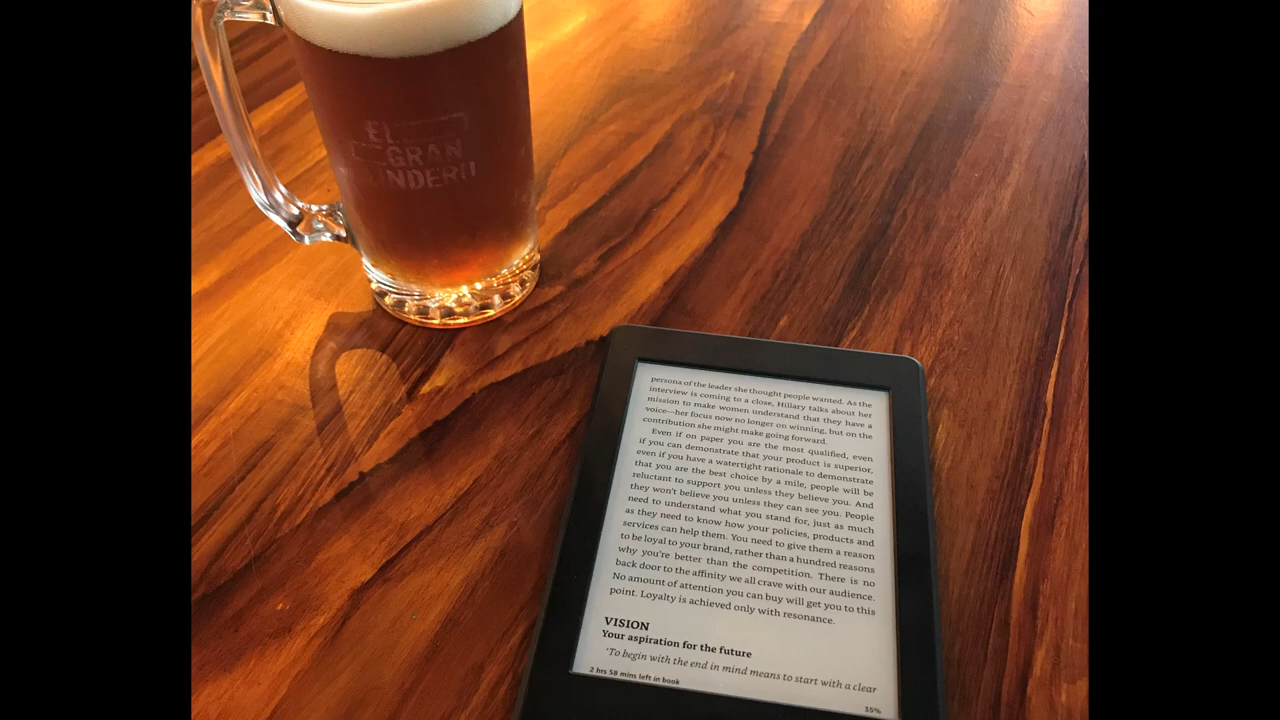 EL
GRAN
persona of the leader she thought people wanted. As the
interview is coming to a close, Hillary talks about her
mission to make women understand that they have a
voice—her focus now no longer on winning, but on the
contribution she might make going forward.
Even if on paper you are the most qualified, even
if you can demonstrate that your product is superior,
even if you have a watertight rationale to demonstrate
that you are the best choice by a mile, people will be
reluctant to support you unless they believe you. And
they won't believe you unless they can see you. People
need to understand what you stand for, just as much
as they need to know how your policies, products and
services can help them. You need to give them a reason
to be loyal to your brand, rather than a hundred reasons
why you're better than the competition. There is no
back door to the affinity we all crave with our audience.
No amount of attention you can buy will get you to this
point. Loyalty is achieved only with resonance.
VISION
Your aspiration for the future
'To begin with the end in mind means to start with a clear
2 hrs 58 mins left in book
35%